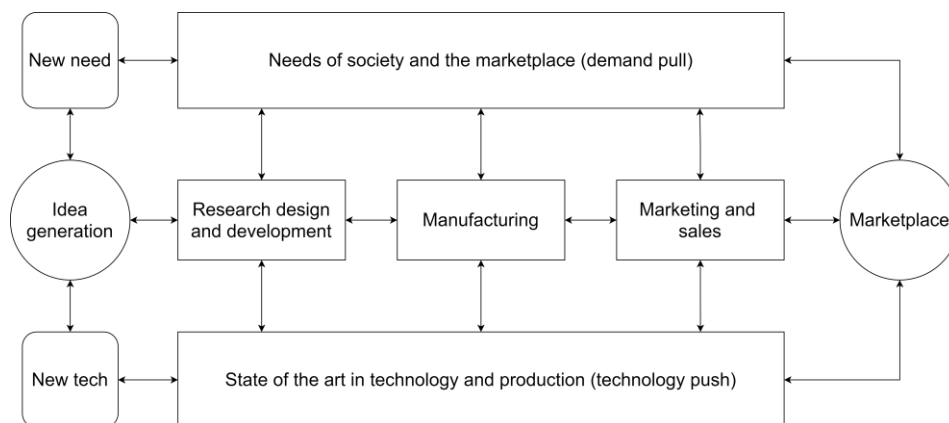 New need
Needs of society and the marketplace (demand pull)
Idea
generation
Research design
and development
Manufacturing
Marketing and
sales
Marketplace
New tech
State of the art in technology and production (technology push)